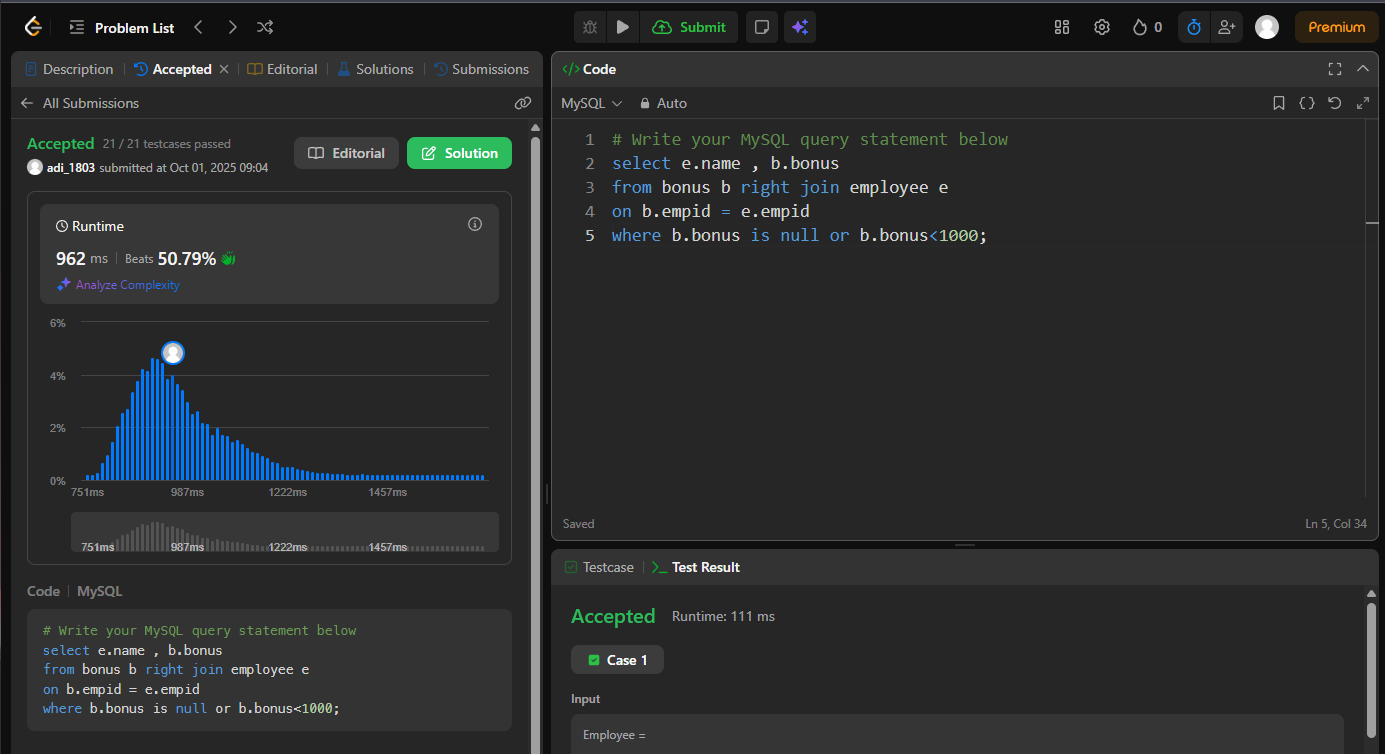 Problem List
Submit
0
Premium
Description
Accepted
Editorial
Solutions
Submissions
All Submissions
Accepted 21 / 21 testcases passed
adi_1803 submitted at Oct 01, 2025 09:04
Editorial
Solution
Runtime
962 ms Beats 50.79%
Analyze Complexity
6%
4%
2%
0%
751ms 987ms 1222ms 1457ms
751ms 987ms 1222ms 1457ms
Code MySQL
# Write your MySQL query statement below
select e.name , b.bonus
from bonus b right join employee e
on b.empid = e.empid
where b.bonus is null or b.bonus<1000;
</> Code
MySQL Auto
1 # Write your MySQL query statement below
2 select e.name , b.bonus
3 from bonus b right join employee e
4 on b.empid = e.empid
5 where b.bonus is null or b.bonus<1000;
Saved
Ln 5, Col 34
Testcase
>_ Test Result
Accepted Runtime: 111 ms
Case 1
Input
Employee =